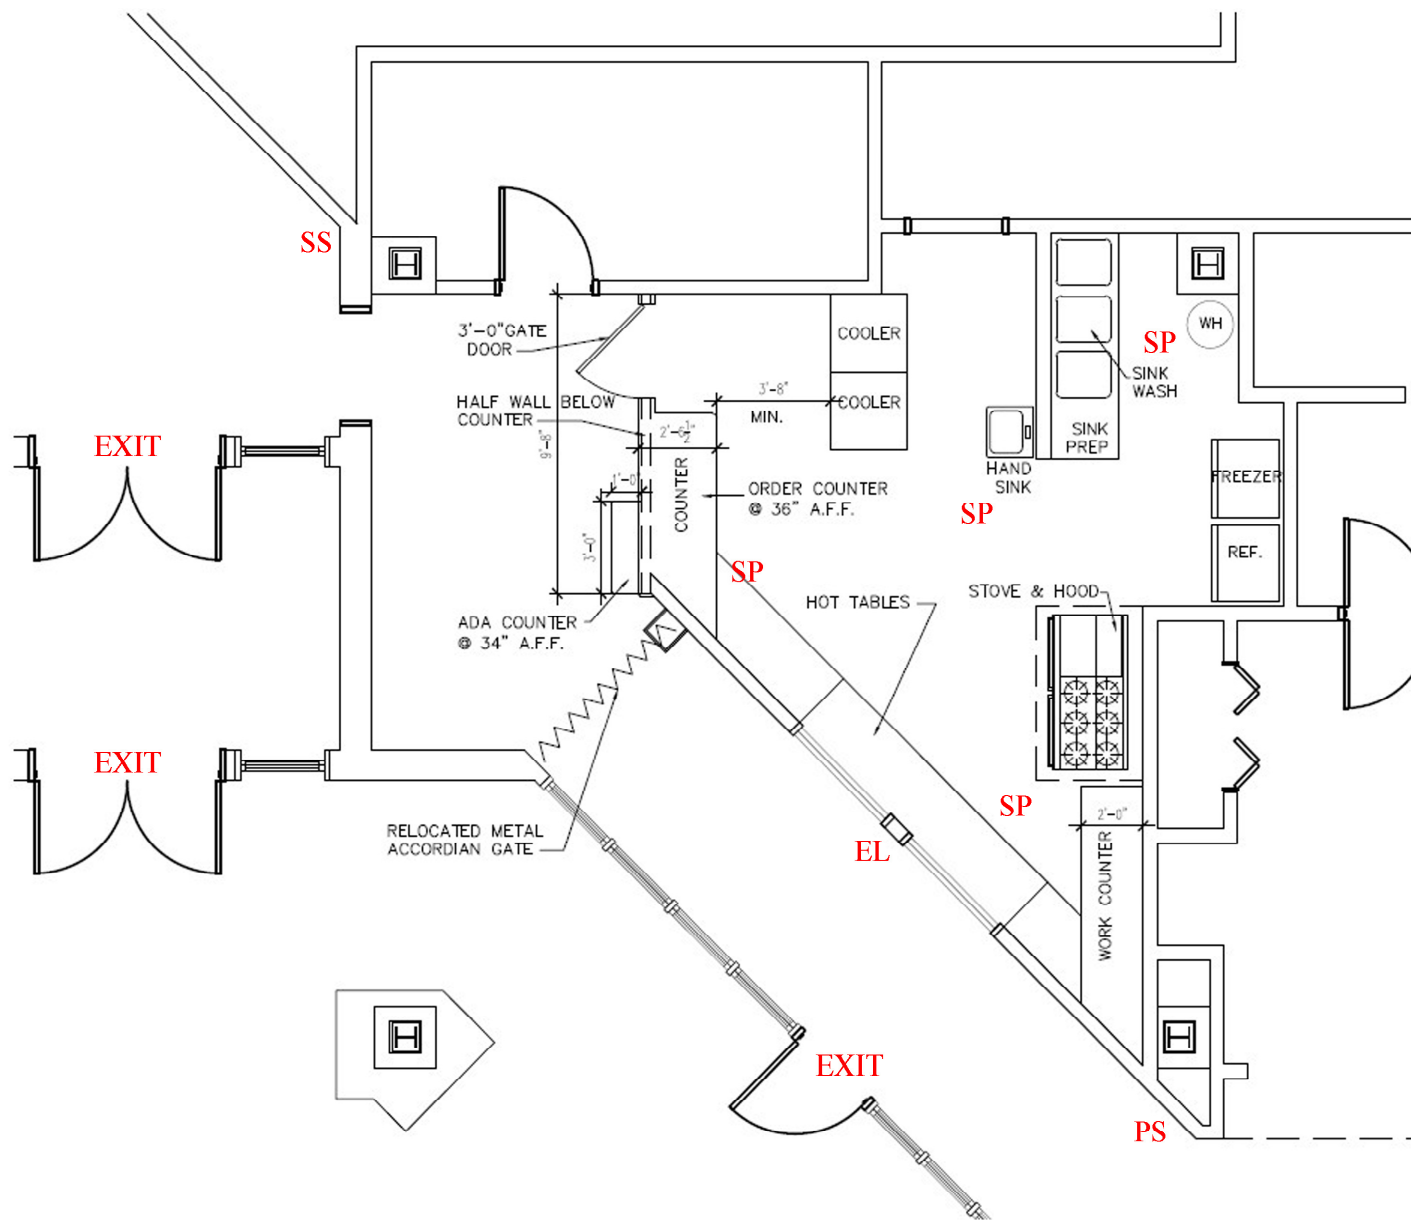 SS
H
H
3'-0"GATE
DOOR
COOLER
WH
SP
SINK
WASH
HALF WALL BELOW
COUNTER
3'-8"
MIN.
COOLER
2'-6½"
9'-8"
SINK
PREP
EXIT
HAND
SINK
FREEZER
1'-0"
COUNTER
ORDER COUNTER
@ 36" A.F.F.
SP
3'-0"
REF.
SP
HOT TABLES
STOVE & HOOD
ADA COUNTER
@ 34" A.F.F.
EXIT
SP
2'-0"
RELOCATED METAL
ACCORDIAN GATE
EL
WORK COUNTER
H
H
EXIT
PS